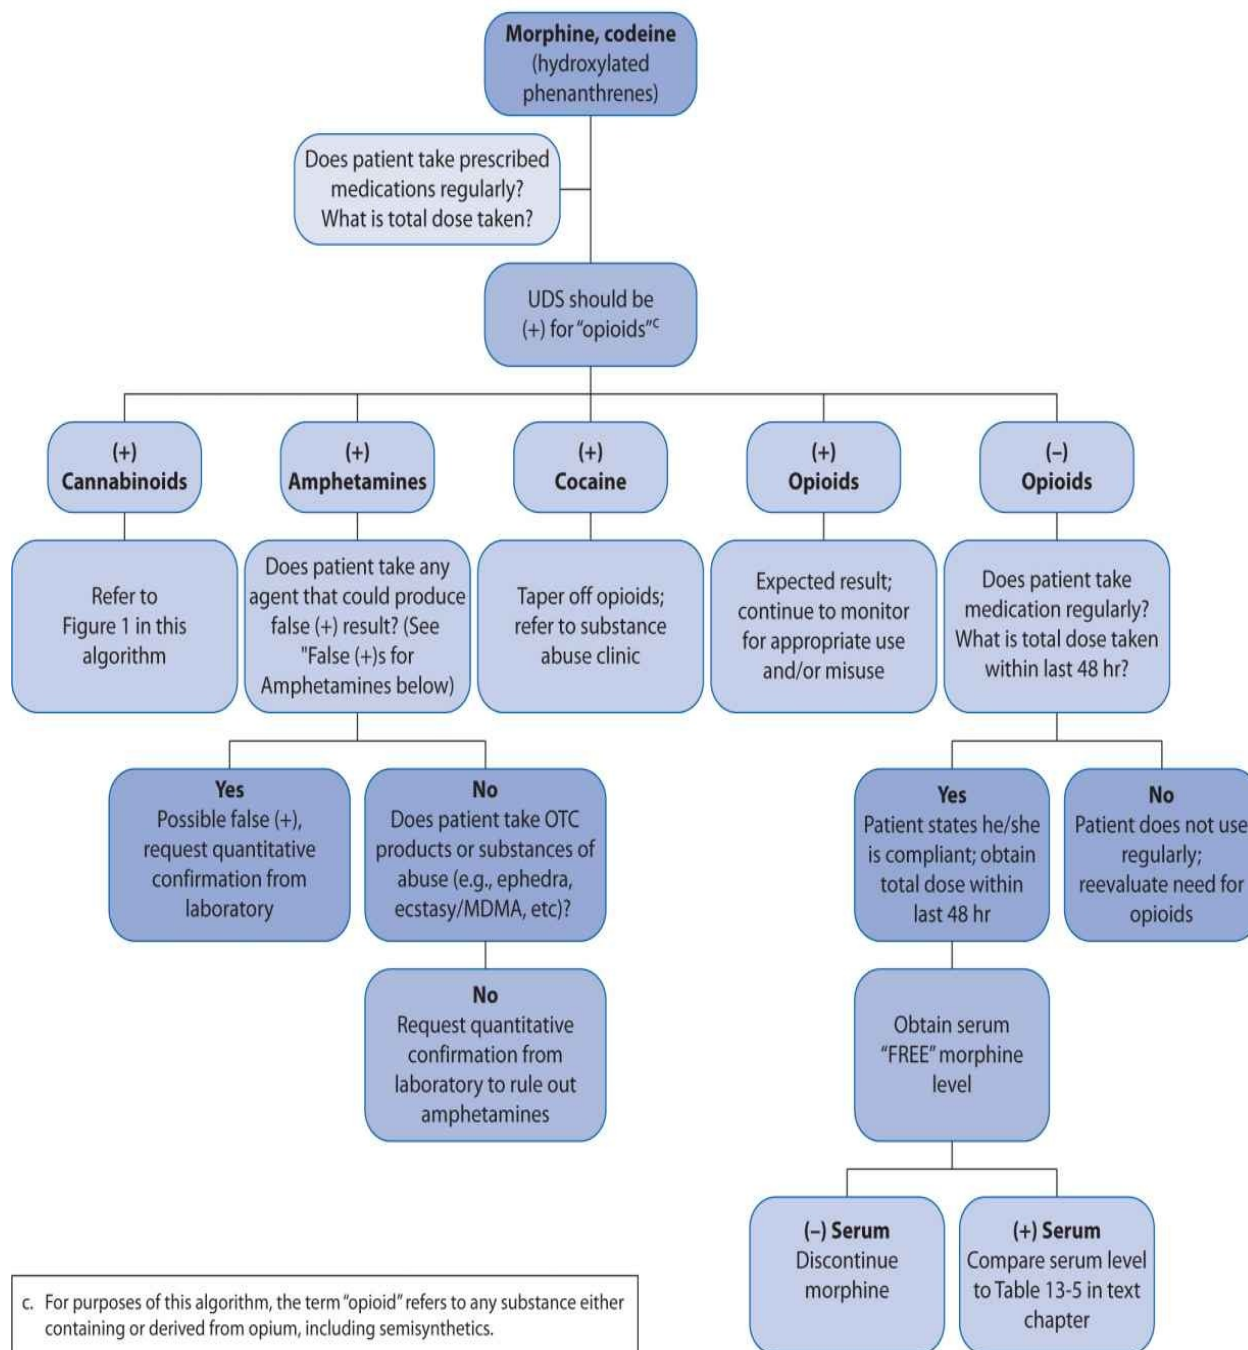 Morphine, codeine
(hydroxylated
phenanthrenes)
Does patient take prescribed
medications regularly?
What is total dose taken?
UDS should be
(+) for “opioids”c
(+)
Cannabinoids
(+)
Amphetamines
(+)
Cocaine
(+)
Opioids
(–)
Opioids
Refer to
Figure 1 in this
algorithm
Does patient take any
agent that could produce
false (+) result? (See
"False (+)s for
Amphetamines below)
Taper off opioids;
refer to substance
abuse clinic
Expected result;
continue to monitor
for appropriate use
and/or misuse
Does patient take
medication regularly?
What is total dose taken
within last 48 hr?
Yes
Possible false (+),
request quantitative
confirmation from
laboratory
No
Does patient take OTC
products or substances of
abuse (e.g., ephedra,
ecstasy/MDMA, etc)?
Yes
Patient states he/she
is compliant; obtain
total dose within
last 48 hr
No
Patient does not use
regularly;
reevaluate need for
opioids
No
Request quantitative
confirmation from
laboratory to rule out
amphetamines
Obtain serum
“FREE” morphine
level
(–) Serum
Discontinue
morphine
(+) Serum
Compare serum level
to Table 13-5 in text
chapter
c. For purposes of this algorithm, the term “opioid” refers to any substance either
containing or derived from opium, including semisynthetics.